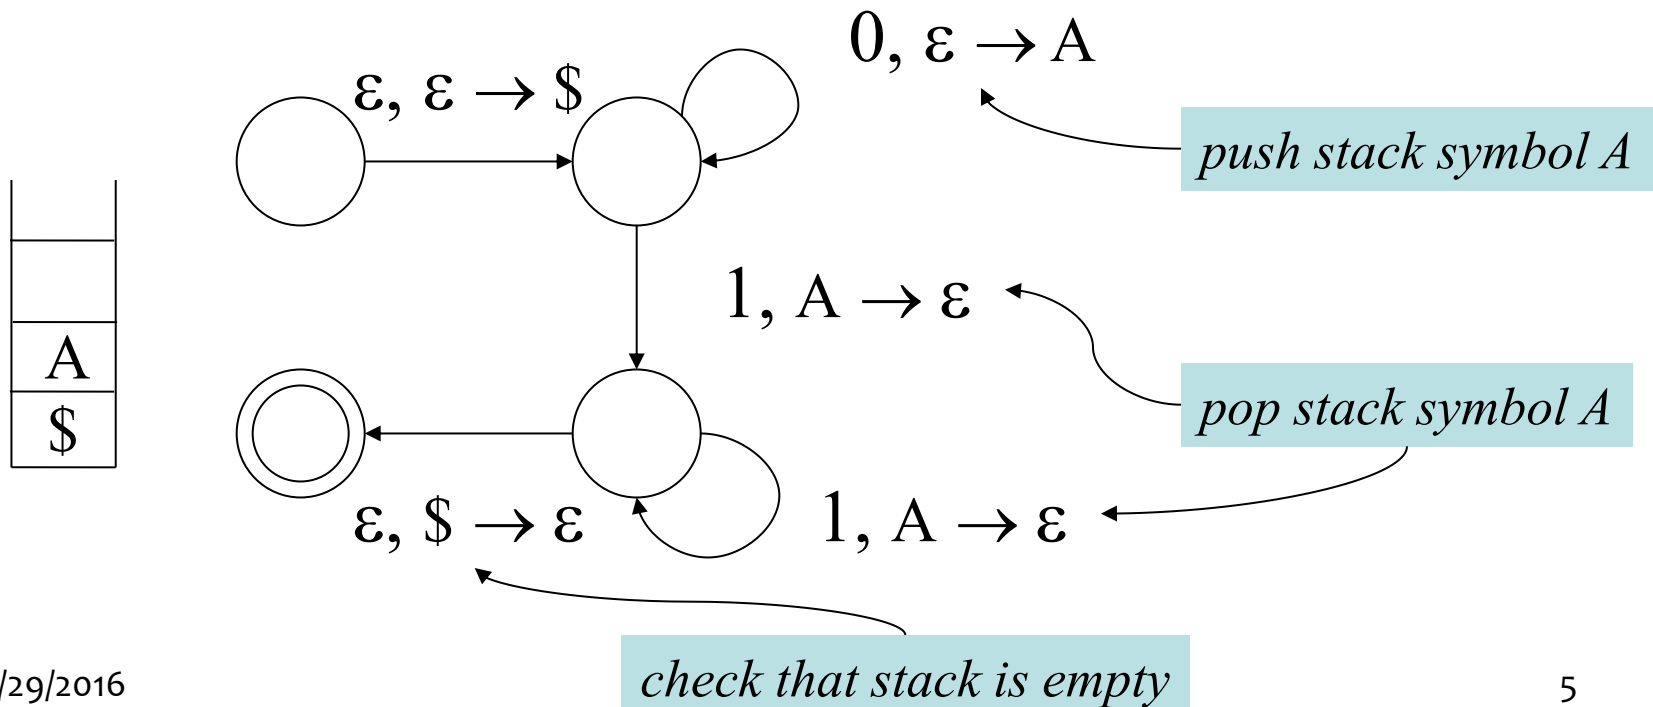 0, ε → A
ε, ε → $
push stack symbol A
1, A → ε
A
pop stack symbol A
$
ε, $ → ε
1, A → ε
check that stack is empty
/29/2016
5